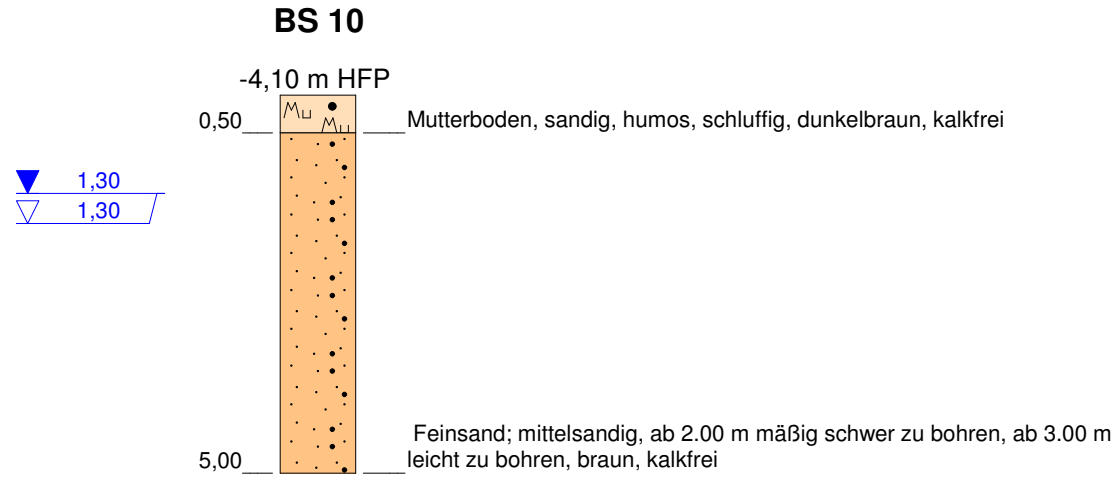 BS 10
-4,10 m HFP
0,50
Mu
Mu
Mutterboden, sandig, humos, schluffig, dunkelbraun, kalkfrei
1,30
1,30
Feinsand; mittelsandig, ab 2.00 m mäßig schwer zu bohren, ab 3.00 m
5,00
leicht zu bohren, braun, kalkfrei